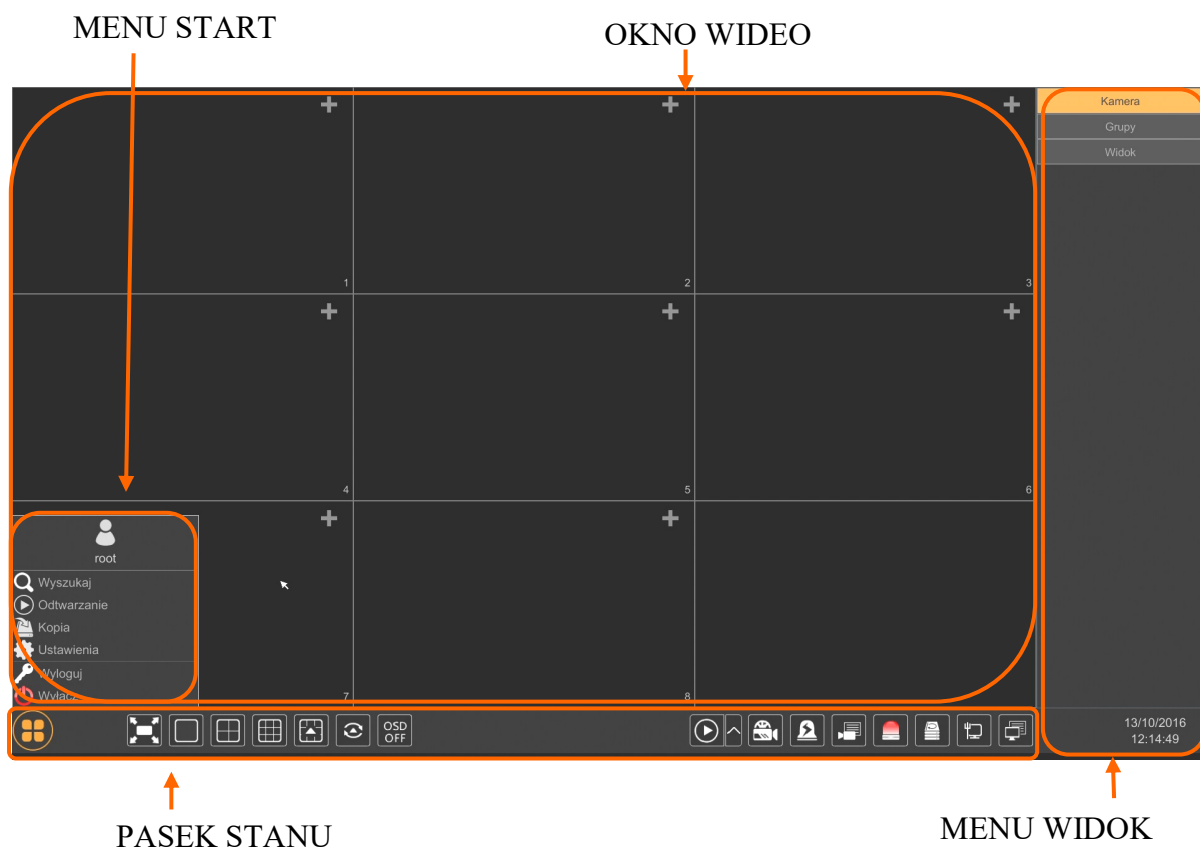 MENU START
OKNO WIDEO
Kamera
Grupy
Widok
1
2
3
4
5
6
root
Wyszukaj
Odtwarzanie
Kopia
Ustawienia
Wyloguj
7
8
OSD
OFF
13/10/2016
12:14:49
PASEK STANU
MENU WIDOK